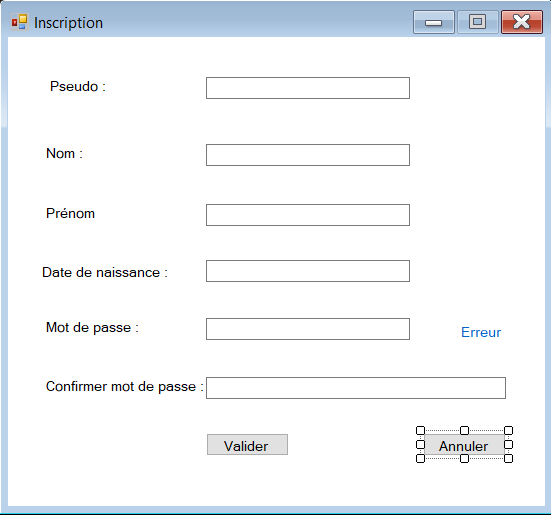 Inscription
Pseudo :
Nom :
Prénom
Date de naissance :
Mot de passe :
Erreur
Confirmer mot de passe :
Valider
Annuler